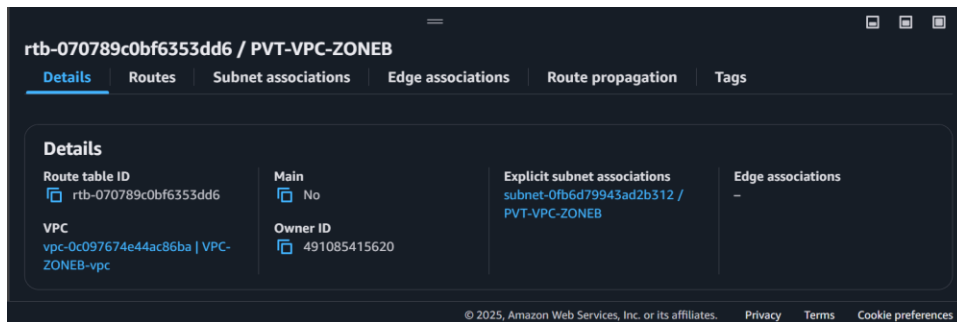 rtb-070789c0bf6353dd6 / PVT-VPC-ZONEB
Details Routes Subnet associations Edge associations Route propagation Tags
Details
Route table ID
rtb-070789c0bf6353dd6
Main
No
Explicit subnet associations
subnet-0fb6d79943ad2b312 /
PVT-VPC-ZONEB
Edge associations
–
VPC
vpc-0c097674e44ac86ba | VPC-
ZONEB-vpc
Owner ID
491085415620
© 2025, Amazon Web Services, Inc. or its affiliates. Privacy Terms Cookie preferences